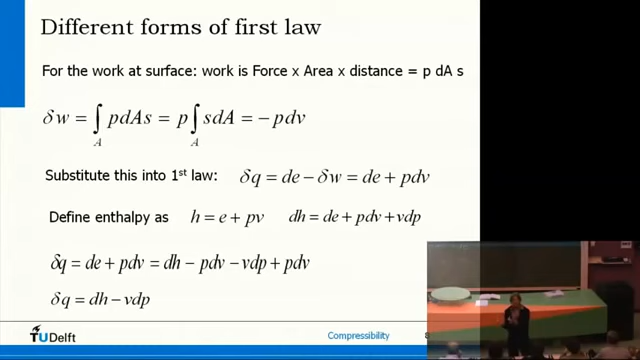 Different forms of first law
For the work at surface: work is Force x Area x distance = p dA s
δw = ∫_A pdAs = p∫_A sdA = −pdv
Substitute this into 1st law: δq = de − δw = de + pdv
Define enthalpy as h = e + pv dh = de + pdv + vdp
δq = de + pdv = dh − pdv − vdp + pdv
δq = dh − vdp
TUDelft
Compressibility 8